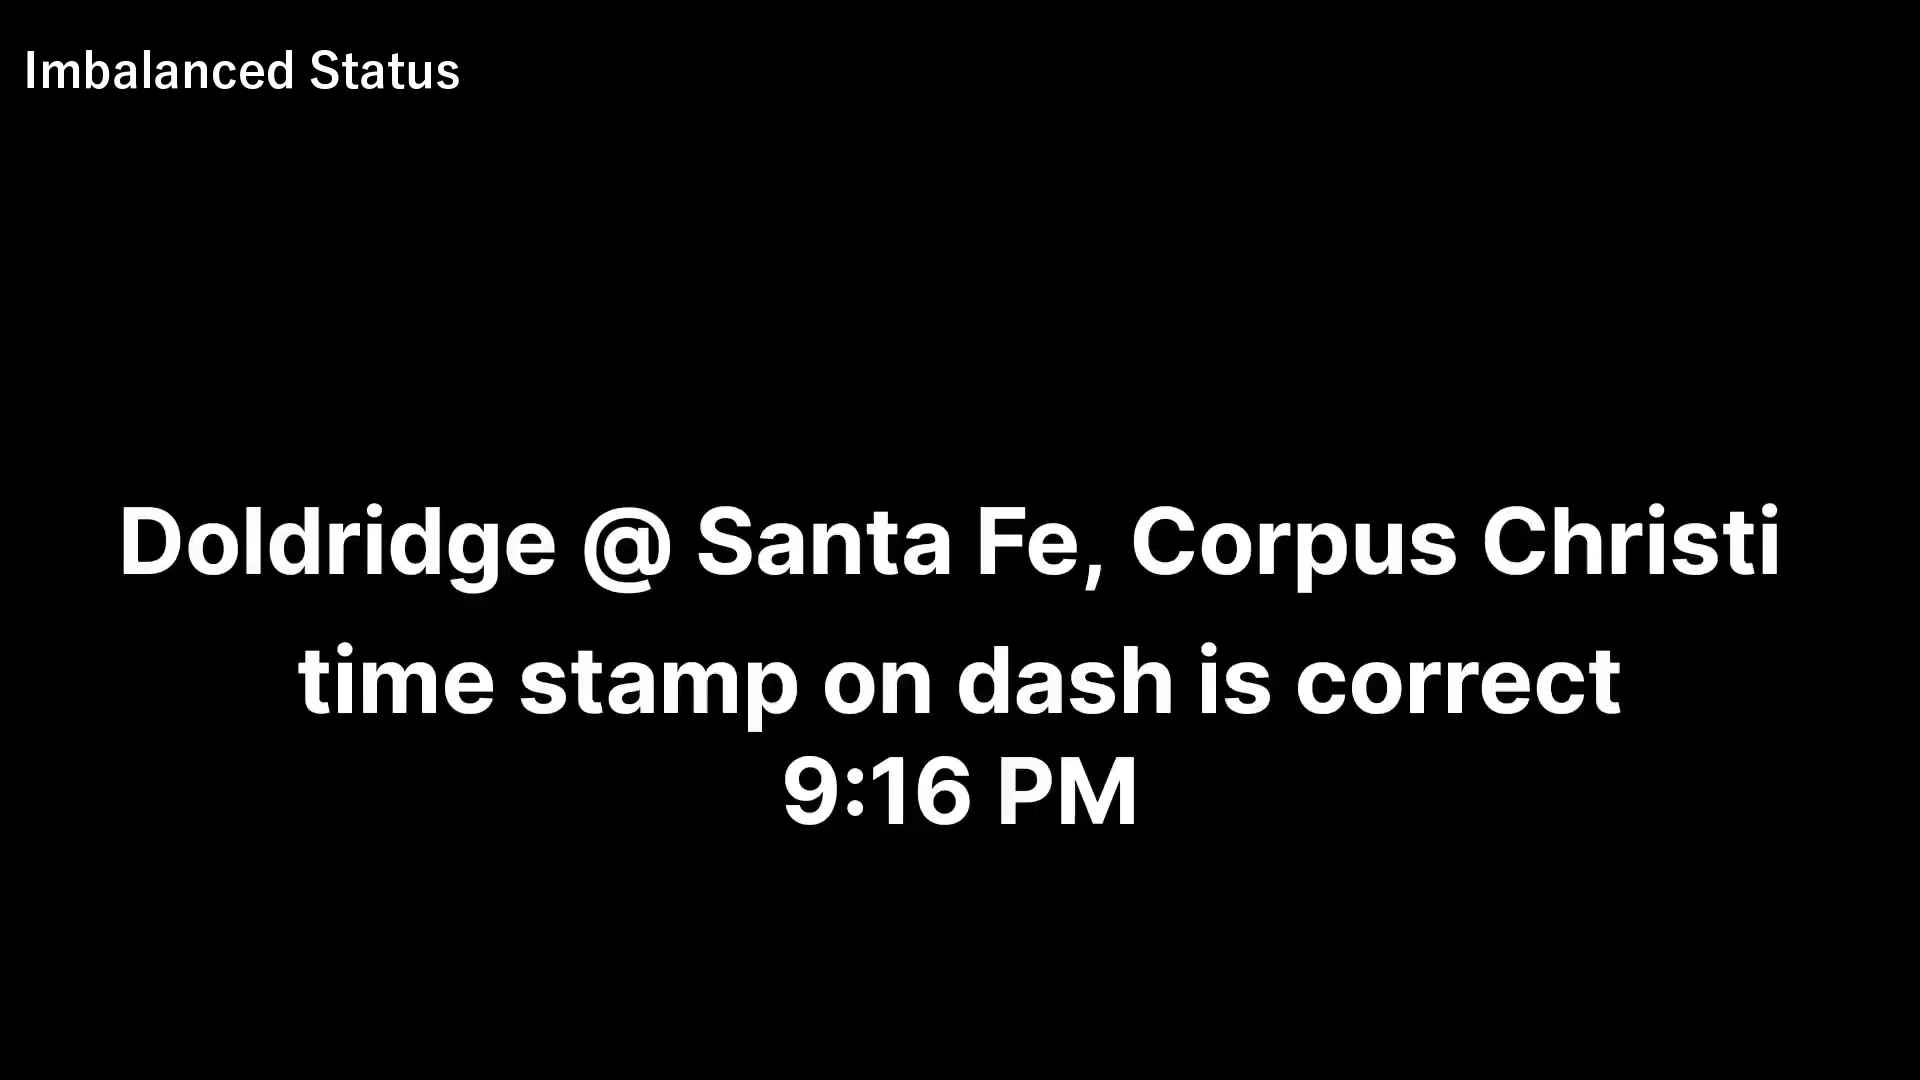 Imbalanced Status
Doldridge @ Santa Fe, Corpus Christi
time stamp on dash is correct
9:16 PM